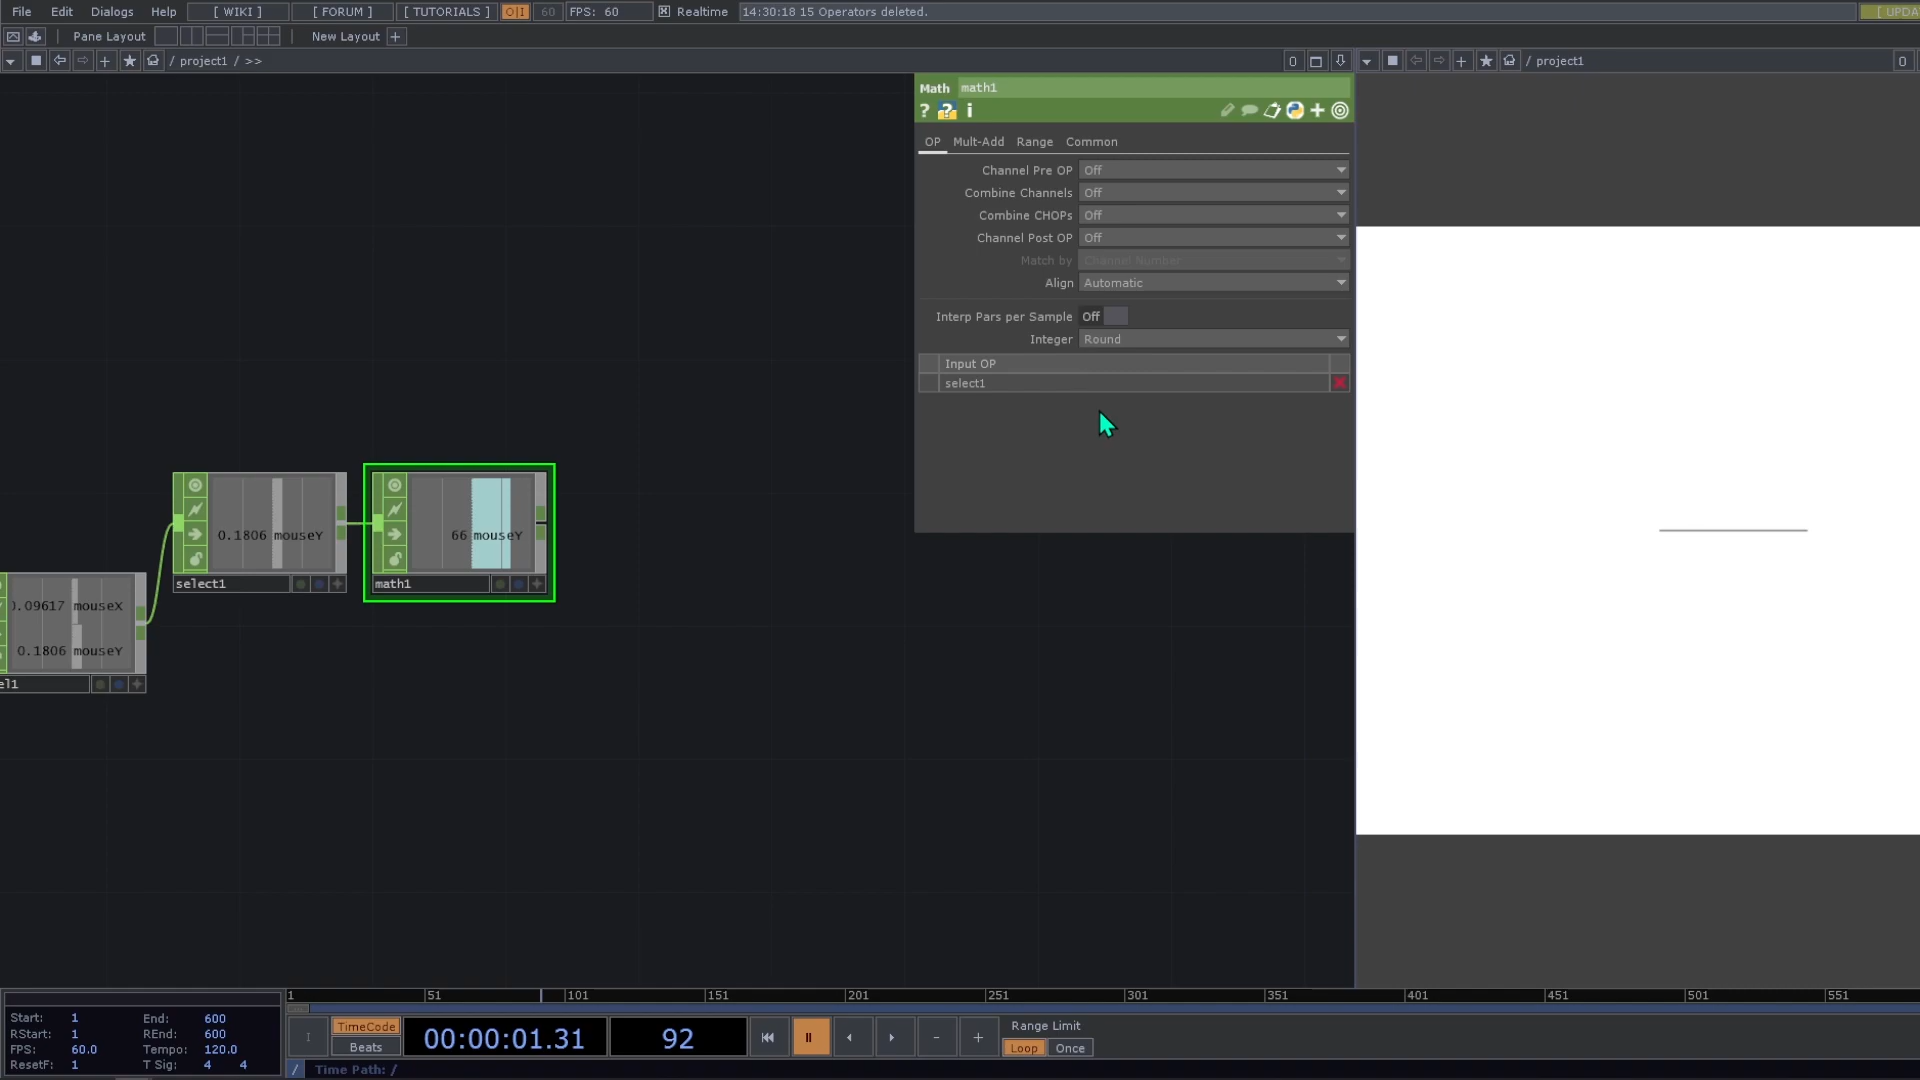 File Edit Dialogs Help [ WIKI ] [ FORUM ] [ TUTORIALS ] O|I 60 FPS: 60 Realtime 14:30:18 15 Operators deleted.
Pane Layout New Layout +
/ project1 / >> 0 / project1 0
Math math1
? ? i
OP Mult-Add Range Common
Channel Pre OP Off
Combine Channels Off
Combine CHOPs Off
Channel Post OP Off
Match by Channel Number
Align Automatic
Interp Pars per Sample Off
Integer Round
Input OP
select1
0.1806 mouseY
66 mouseY
select1
math1
0.09617 mouseX
0.1806 mouseY
el1
1 51 101 151 201 251 301 351 401 451 501 551
Start: 1 End: 600
RStart: 1 REnd: 600
FPS: 60.0 Tempo: 120.0
ResetF: 1 T Sig: 4 4
TimeCode
Beats
00:00:01.31
92
- +
Range Limit
Loop Once
/ Time Path: /